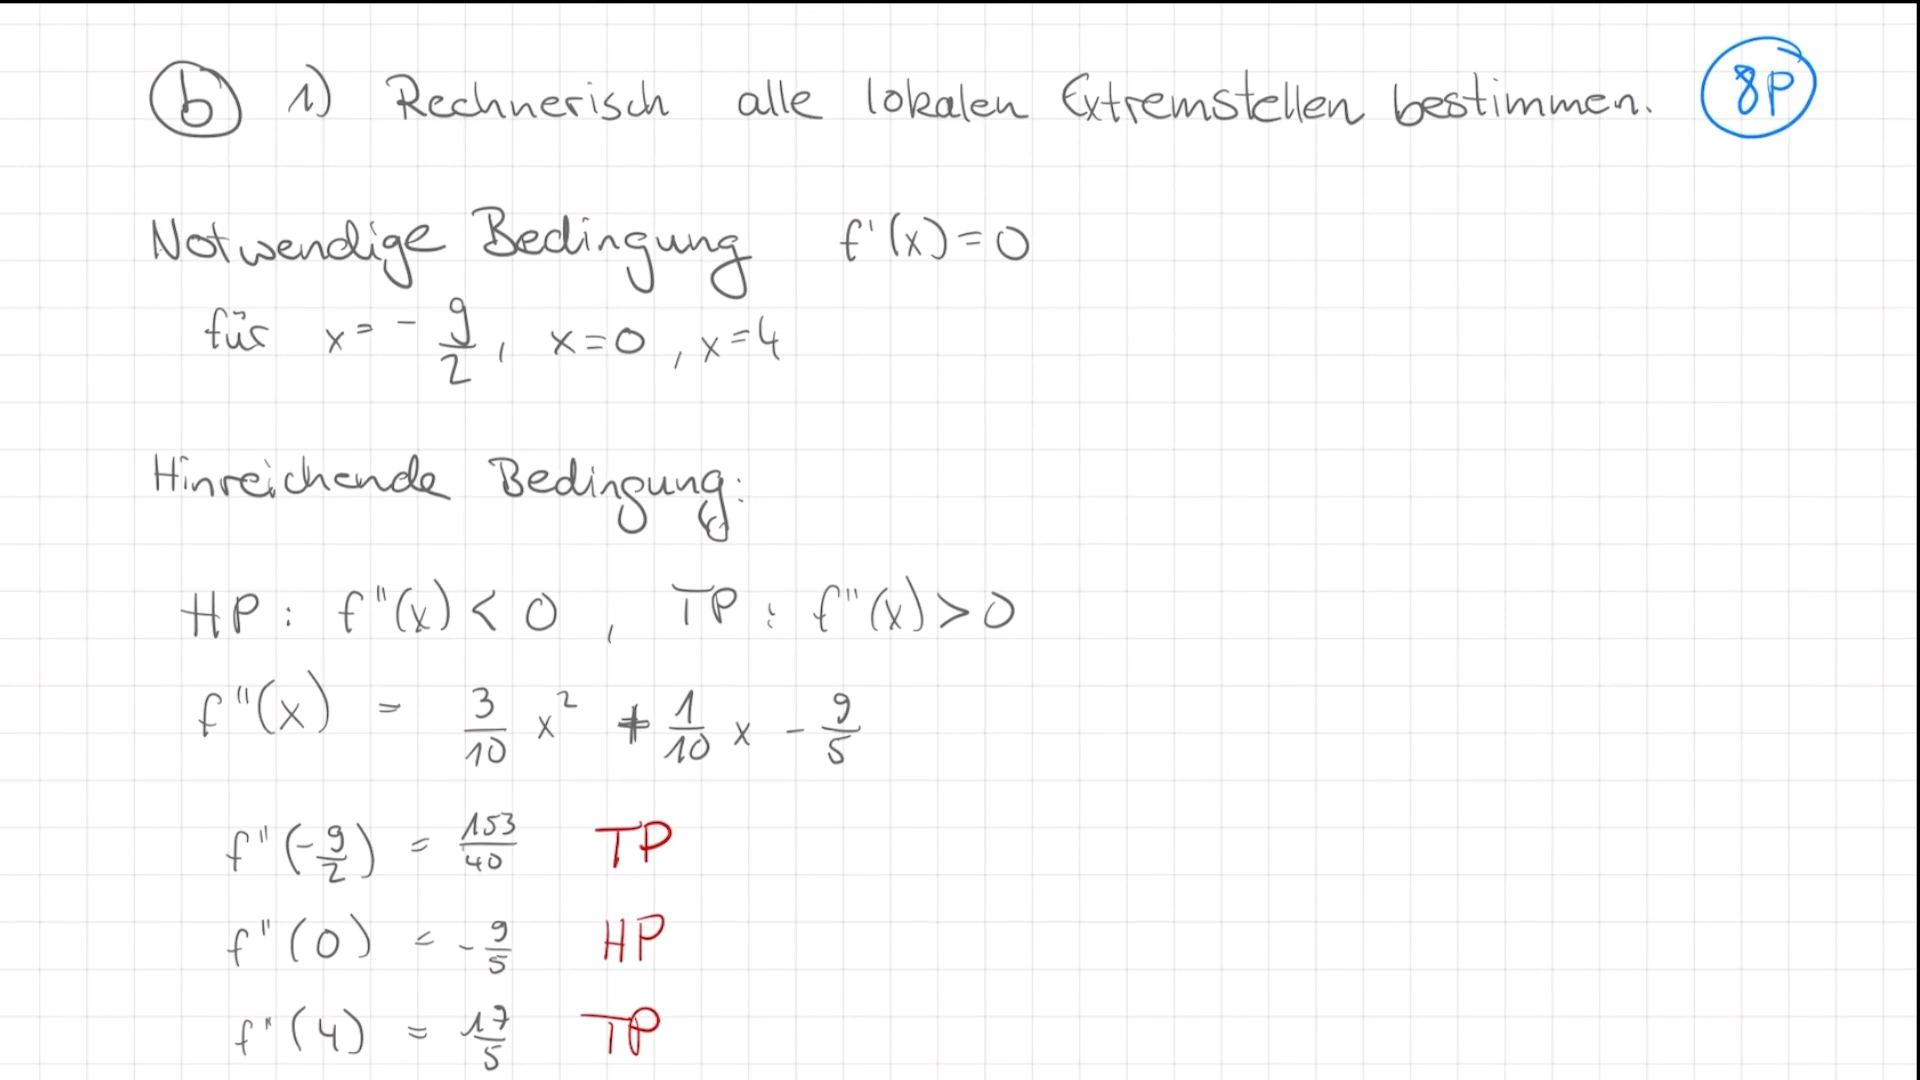 b 1) Rechnerisch alle lokalen Extremstellen bestimmen. 8P
Notwendige Bedingung f'(x)=0
für x = -9/2, x=0, x=4
Hinreichende Bedingung:
HP: f''(x) < 0, TP: f''(x) > 0
f''(x) = 3/10 x² + 1/10 x - 9/5
f''(-9/2) = 153/40 TP
f''(0) = -9/5 HP
f''(4) = 17/5 TP